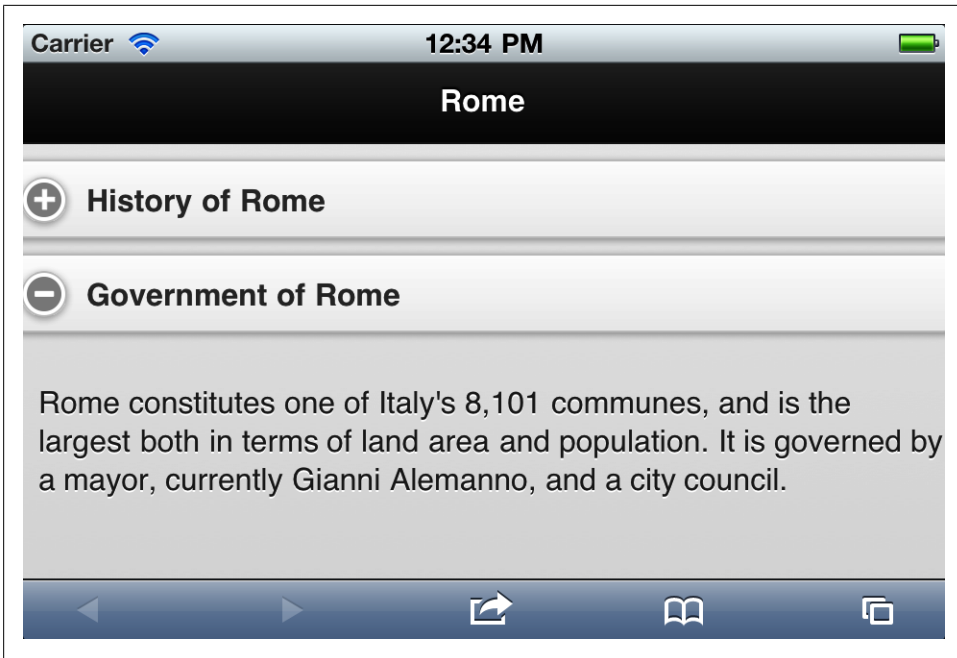 Carrier 12:34 PM
Rome
History of Rome
Government of Rome
Rome constitutes one of Italy's 8,101 communes, and is the
largest both in terms of land area and population. It is governed by
a mayor, currently Gianni Alemanno, and a city council.